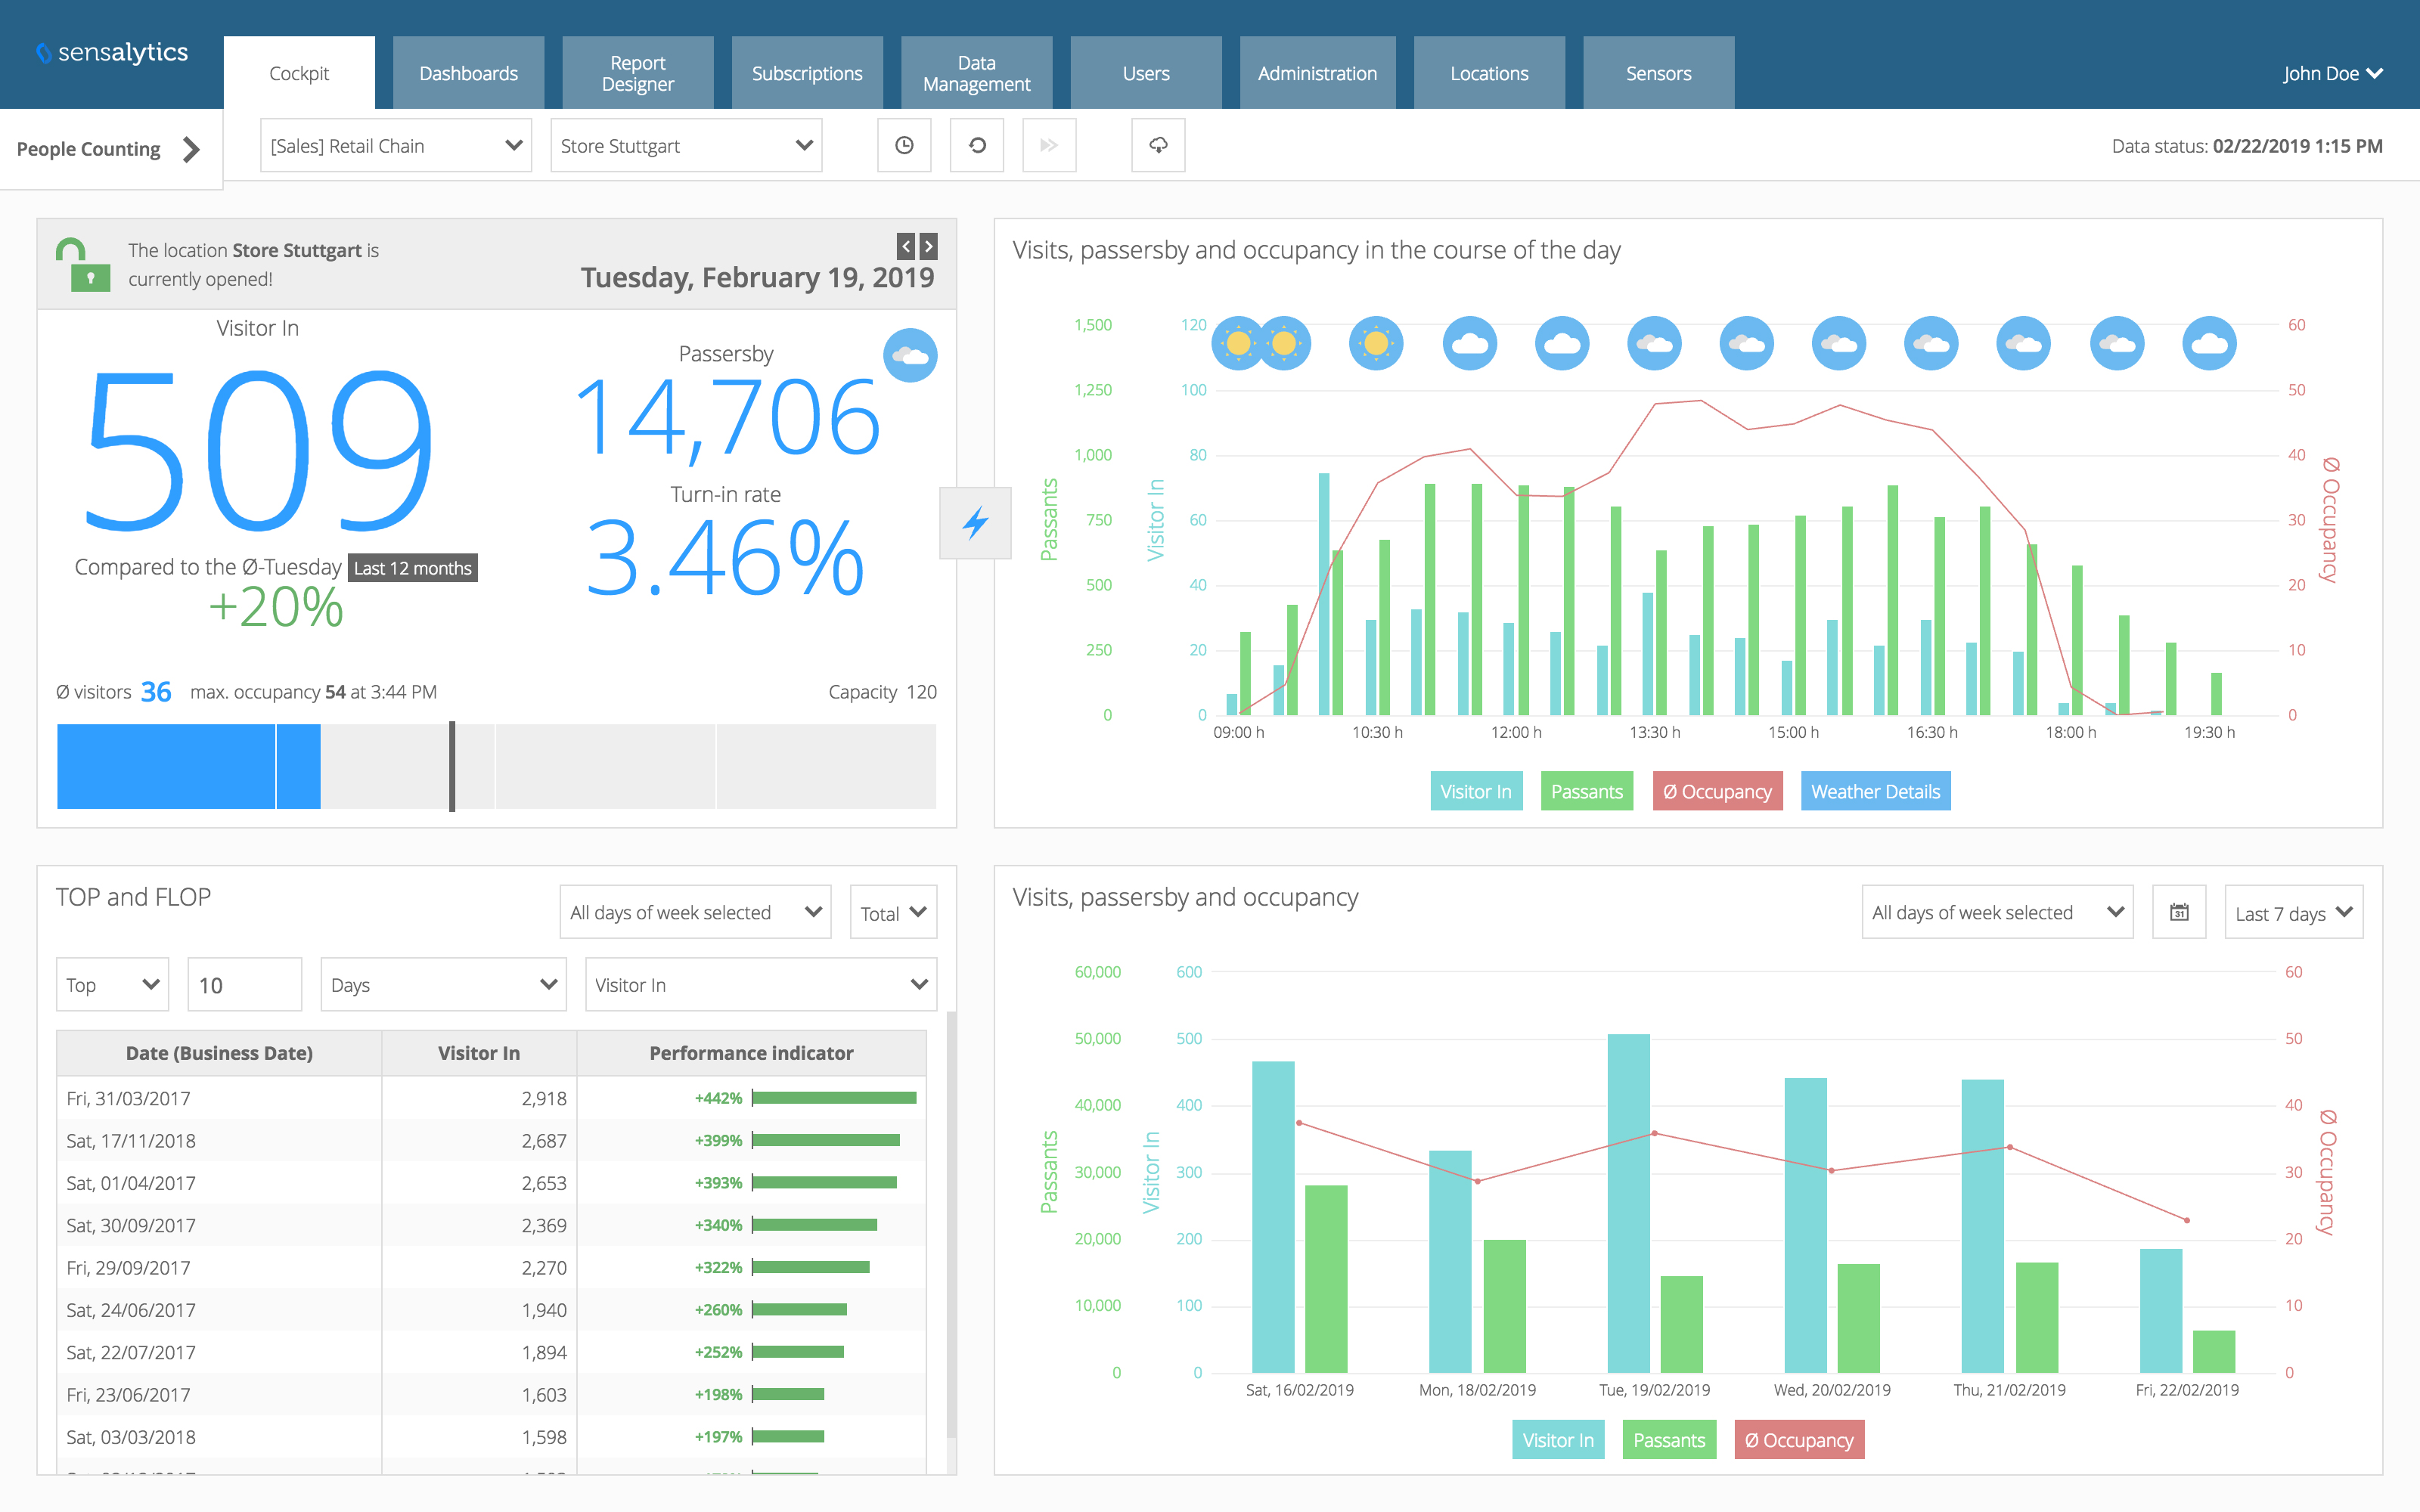 sensalytics
Cockpit
Dashboards
Report
Designer
Subscriptions
Data
Management
Users
Administration
Locations
Sensors
John Doe
People Counting
[Sales] Retail Chain
Store Stuttgart
Data status: 02/22/2019 1:15 PM
The location Store Stuttgart is
currently opened!
Tuesday, February 19, 2019
Visitor In
509
Compared to the Ø-Tuesday Last 12 months
+20%
Passersby
14,706
Turn-in rate
3.46%
Ø visitors 36 max. occupancy 54 at 3:44 PM
Capacity 120
Visits, passersby and occupancy in the course of the day
1,500 120 60
1,250 100 50
1,000 80 40
750 60 30
500 40 20
250 20 10
0 0 0
Passants
Visitor In
Ø Occupancy
09:00 h 10:30 h 12:00 h 13:30 h 15:00 h 16:30 h 18:00 h 19:30 h
Visitor In Passants Ø Occupancy Weather Details
TOP and FLOP
All days of week selected
Total
Top
10
Days
Visitor In
Date (Business Date) Visitor In Performance indicator
Fri, 31/03/2017 2,918 +442%
Sat, 17/11/2018 2,687 +399%
Sat, 01/04/2017 2,653 +393%
Sat, 30/09/2017 2,369 +340%
Fri, 29/09/2017 2,270 +322%
Sat, 24/06/2017 1,940 +260%
Sat, 22/07/2017 1,894 +252%
Fri, 23/06/2017 1,603 +198%
Sat, 03/03/2018 1,598 +197%
Visits, passersby and occupancy
All days of week selected
31
Last 7 days
60,000 600 60
50,000 500 50
40,000 400 40
30,000 300 30
20,000 200 20
10,000 100 10
0 0 0
Passants
Visitor In
Ø Occupancy
Sat, 16/02/2019 Mon, 18/02/2019 Tue, 19/02/2019 Wed, 20/02/2019 Thu, 21/02/2019 Fri, 22/02/2019
Visitor In Passants Ø Occupancy